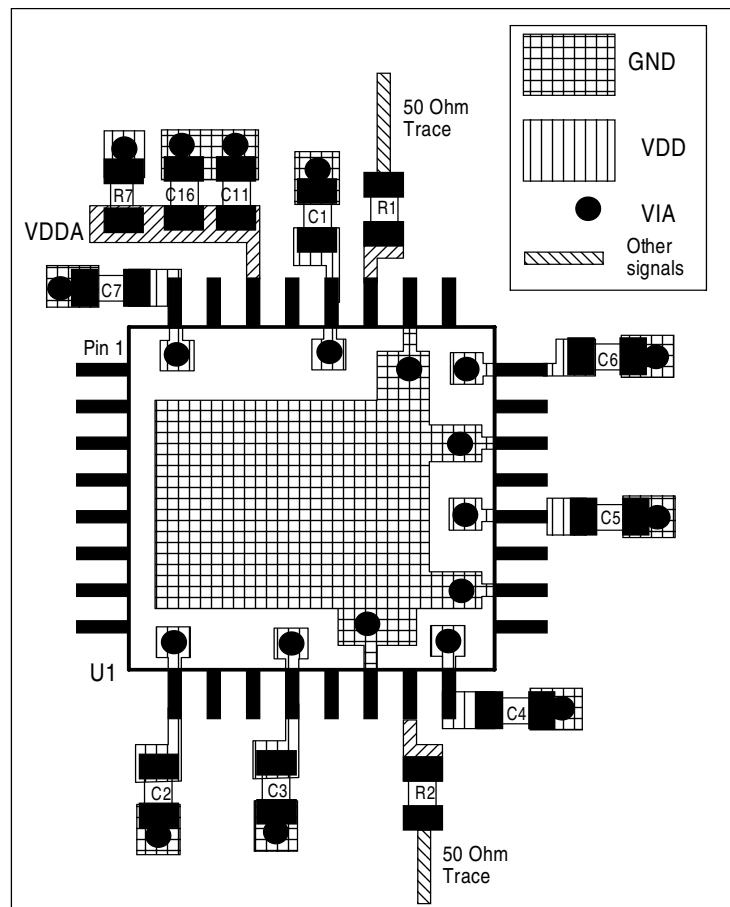 GND
VDD
VIA
Other
signals
50 Ohm
Trace
R7
C16
C11
C1
R1
VDDA
C7
Pin 1
C6
C5
U1
C4
C2
C3
R2
50 Ohm
Trace